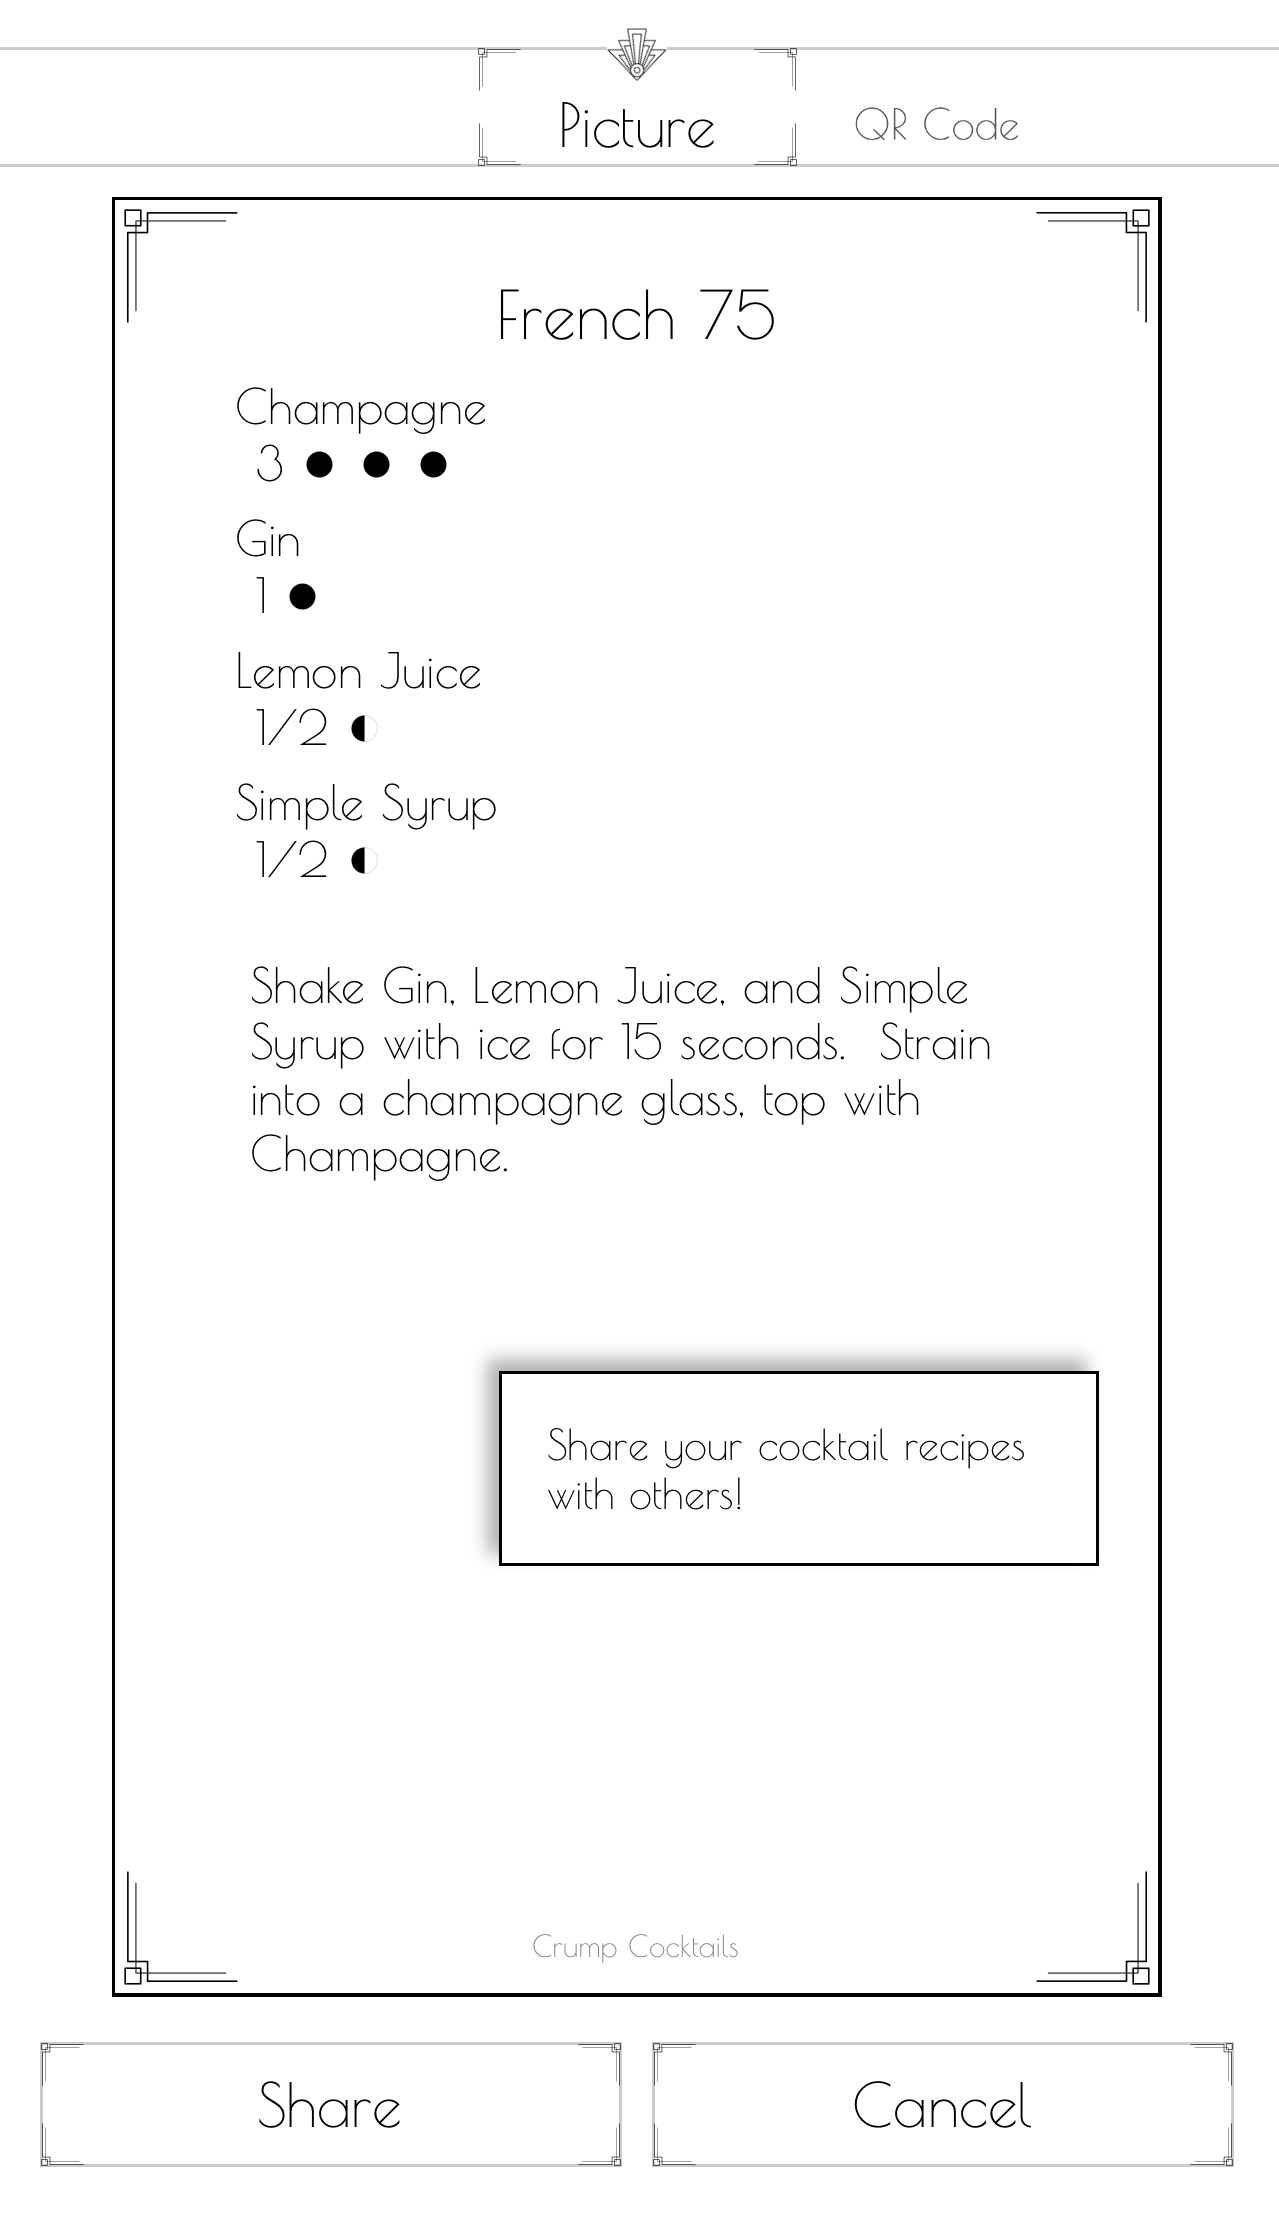 Picture
QR Code
French 75
Champagne
3
Gin
1
Lemon Juice
1/2
Simple Syrup
1/2
Shake Gin, Lemon Juice, and Simple
Syrup with ice for 15 seconds.  Strain
into a champagne glass, top with
Champagne.
Share your cocktail recipes
with others!
Crump Cocktails
Share
Cancel